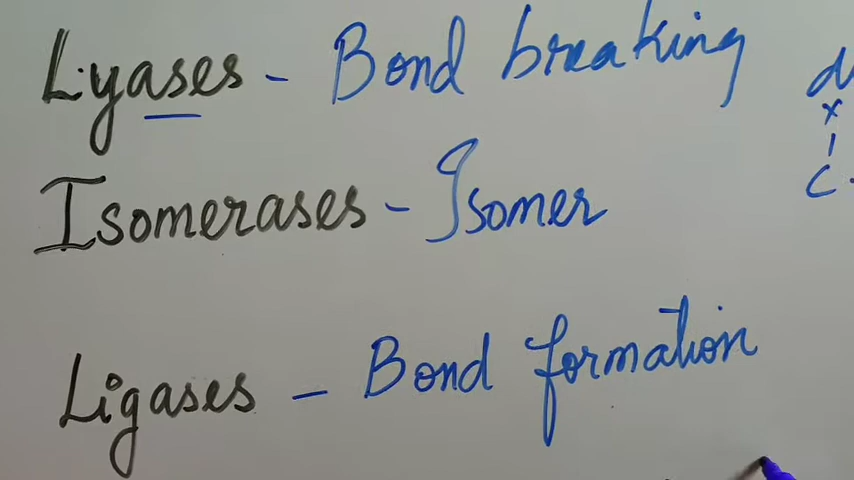 Lyases - Bond breaking
x
C
Isomerases - Isomer
Ligases - Bond formation